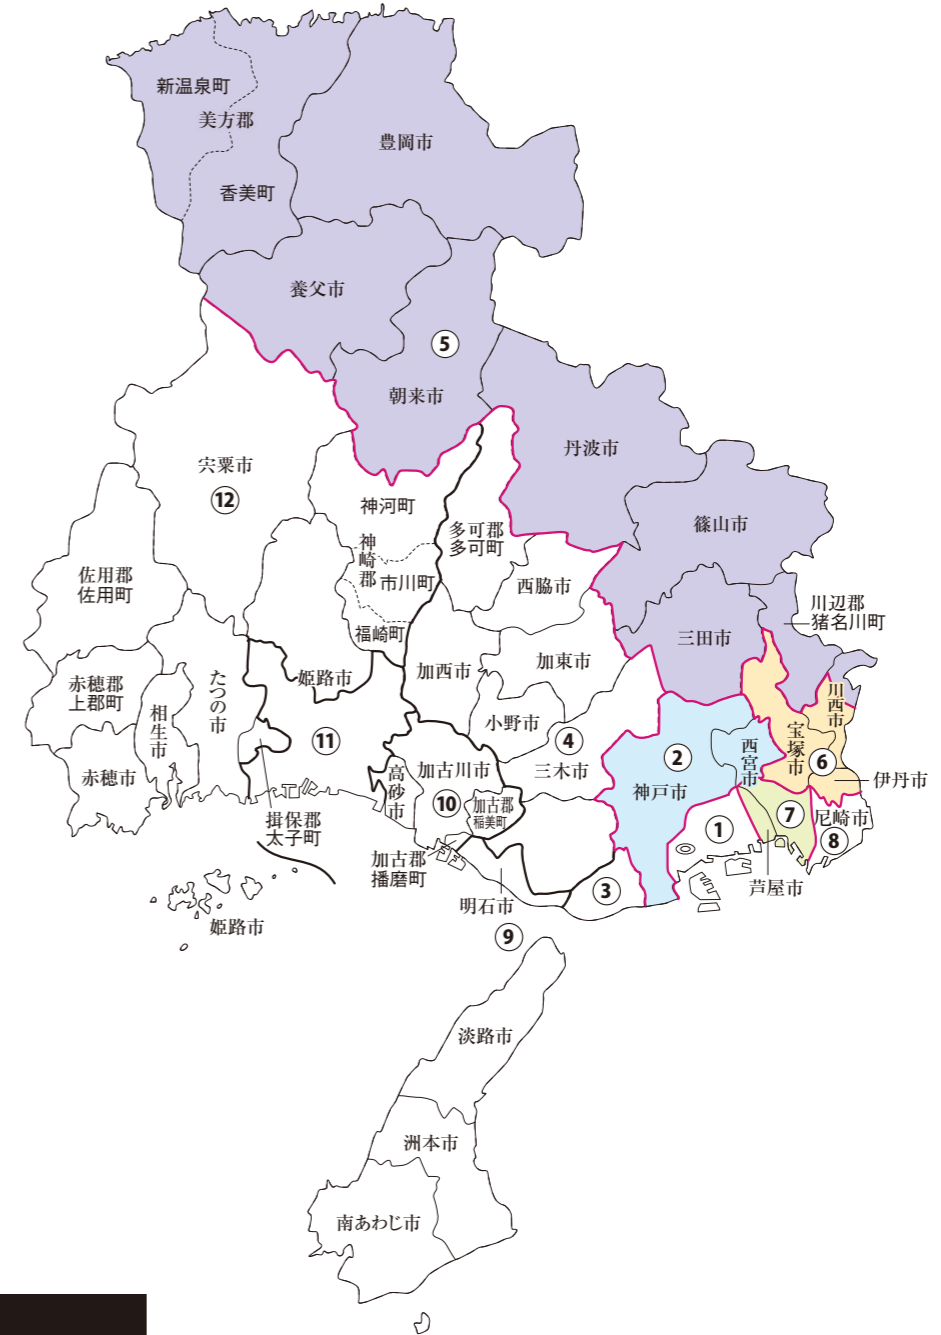 新温泉町
美方郡
香美町
豊岡市
養父市
⑤
朝来市
丹波市
篠山市
宍粟市
⑫
神河町
神崎郡
市川町
福崎町
多可郡
多可町
西脇市
佐用郡
佐用町
川辺郡
猪名川町
三田市
加西市
加東市
姫路市
赤穂郡
上郡町
相生市
たつの市
赤穂市
小野市
④
三木市
⑪
②
神戸市
西宮市
宝塚市
川西市
⑥
伊丹市
高砂市
加古川市
⑩
加古郡
稲美町
①
⑦
尼崎市
⑧
揖保郡
太子町
加古郡
播磨町
明石市
③
芦屋市
姫路市
⑨
淡路市
洲本市
南あわじ市